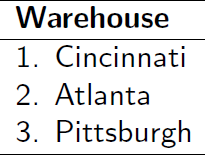 Warehouse
1. Cincinnati
2. Atlanta
3. Pittsburgh